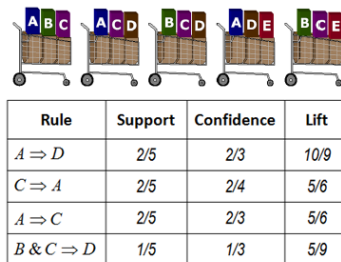 A B C A C D B C D A D E B C E
Rule Support Confidence Lift
A ⇒ D 2/5 2/3 10/9
C ⇒ A 2/5 2/4 5/6
A ⇒ C 2/5 2/3 5/6
B & C ⇒ D 1/5 1/3 5/9